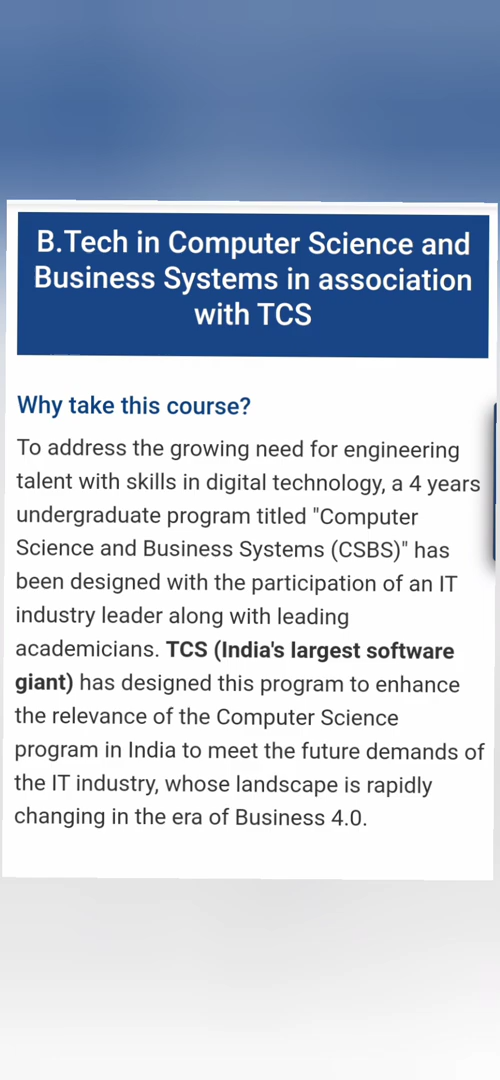 B.Tech in Computer Science and
Business Systems in association
with TCS
Why take this course?
To address the growing need for engineering
talent with skills in digital technology, a 4 years
undergraduate program titled "Computer
Science and Business Systems (CSBS)" has
been designed with the participation of an IT
industry leader along with leading
academicians. TCS (India's largest software
giant) has designed this program to enhance
the relevance of the Computer Science
program in India to meet the future demands of
the IT industry, whose landscape is rapidly
changing in the era of Business 4.0.